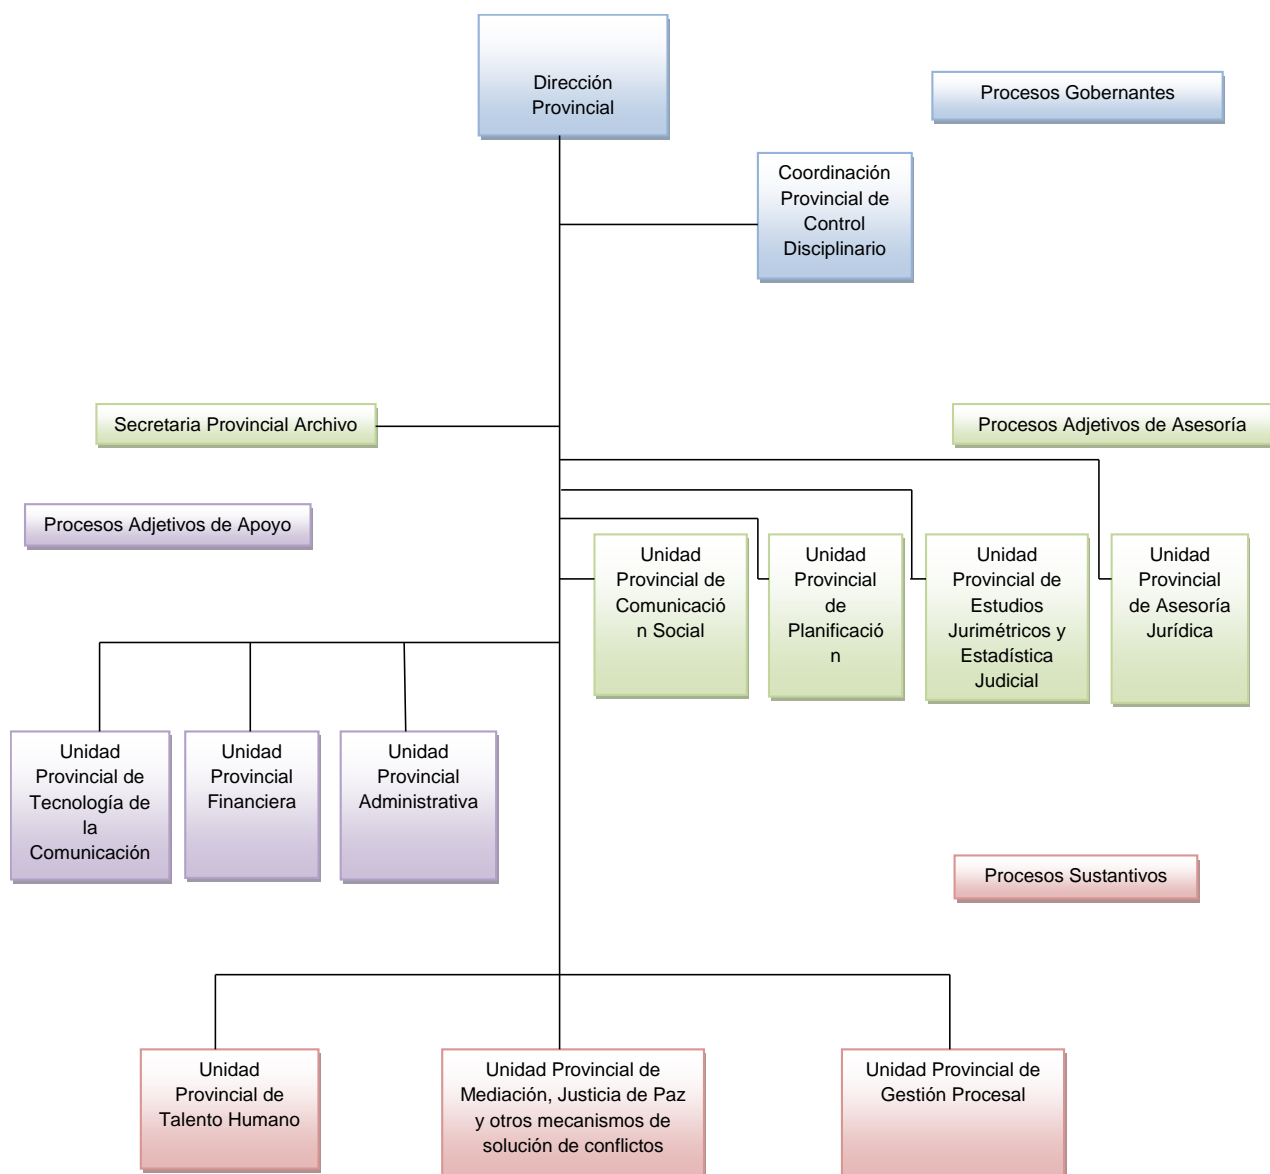 Dirección
Provincial
Procesos Gobernantes
Coordinación
Provincial de
Control
Disciplinario
Secretaria Provincial Archivo
Procesos Adjetivos de Asesoría
Procesos Adjetivos de Apoyo
Unidad
Provincial de
Comunicació
n Social
Unidad
Provincial
de
Planificació
n
Unidad
Provincial de
Estudios
Jurimétricos y
Estadística
Judicial
Unidad
Provincial
de Asesoría
Jurídica
Unidad
Provincial de
Tecnología de
la
Comunicación
Unidad
Provincial
Financiera
Unidad
Provincial
Administrativa
Procesos Sustantivos
Unidad
Provincial de
Talento Humano
Unidad Provincial de
Mediación, Justicia de Paz
y otros mecanismos de
solución de conflictos
Unidad Provincial de
Gestión Procesal